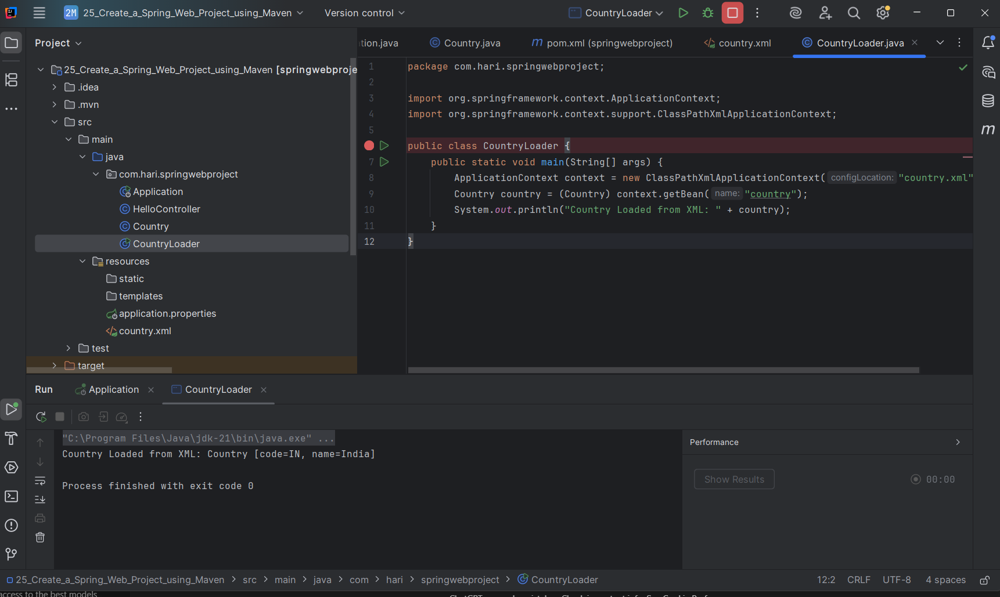 2M 25_Create_a_Spring_Web_Project_using_Maven Version control CountryLoader
Project
25_Create_a_Spring_Web_Project_using_Maven [springwebproje
.idea
.mvn
src
main
java
com.hari.springwebproject
Application
HelloController
Country
CountryLoader
resources
static
templates
application.properties
country.xml
test
target
tion.java Country.java m pom.xml (springwebproject) country.xml CountryLoader.java
1 package com.hari.springwebproject;
2
3 import org.springframework.context.ApplicationContext;
4 import org.springframework.context.support.ClassPathXmlApplicationContext;
5
public class CountryLoader {
7 public static void main(String[] args) {
8 ApplicationContext context = new ClassPathXmlApplicationContext( configLocation: "country.xml"
9 Country country = (Country) context.getBean( name: "country");
10 System.out.println("Country Loaded from XML: " + country);
11 }
12 }
m
Run Application CountryLoader
"C:\Program Files\Java\jdk-21\bin\java.exe" ...
Country Loaded from XML: Country [code=IN, name=India]
Process finished with exit code 0
Performance
Show Results 00:00
25_Create_a_Spring_Web_Project_using_Maven > src > main > java > com > hari > springwebproject > CountryLoader 12:2 CRLF UTF-8 4 spaces
access to the best models